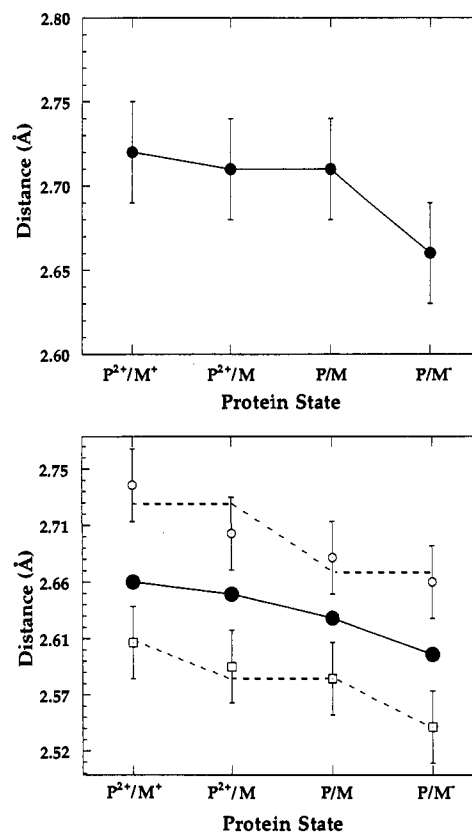 2.80
2.75
2.70
2.65
2.60
Distance (Å)
P²⁺/M⁺ P²⁺/M P/M P/M⁻
Protein State
2.75
2.71
2.66
2.61
2.57
2.52
Distance (Å)
P²⁺/M⁺ P²⁺/M P/M P/M⁻
Protein State